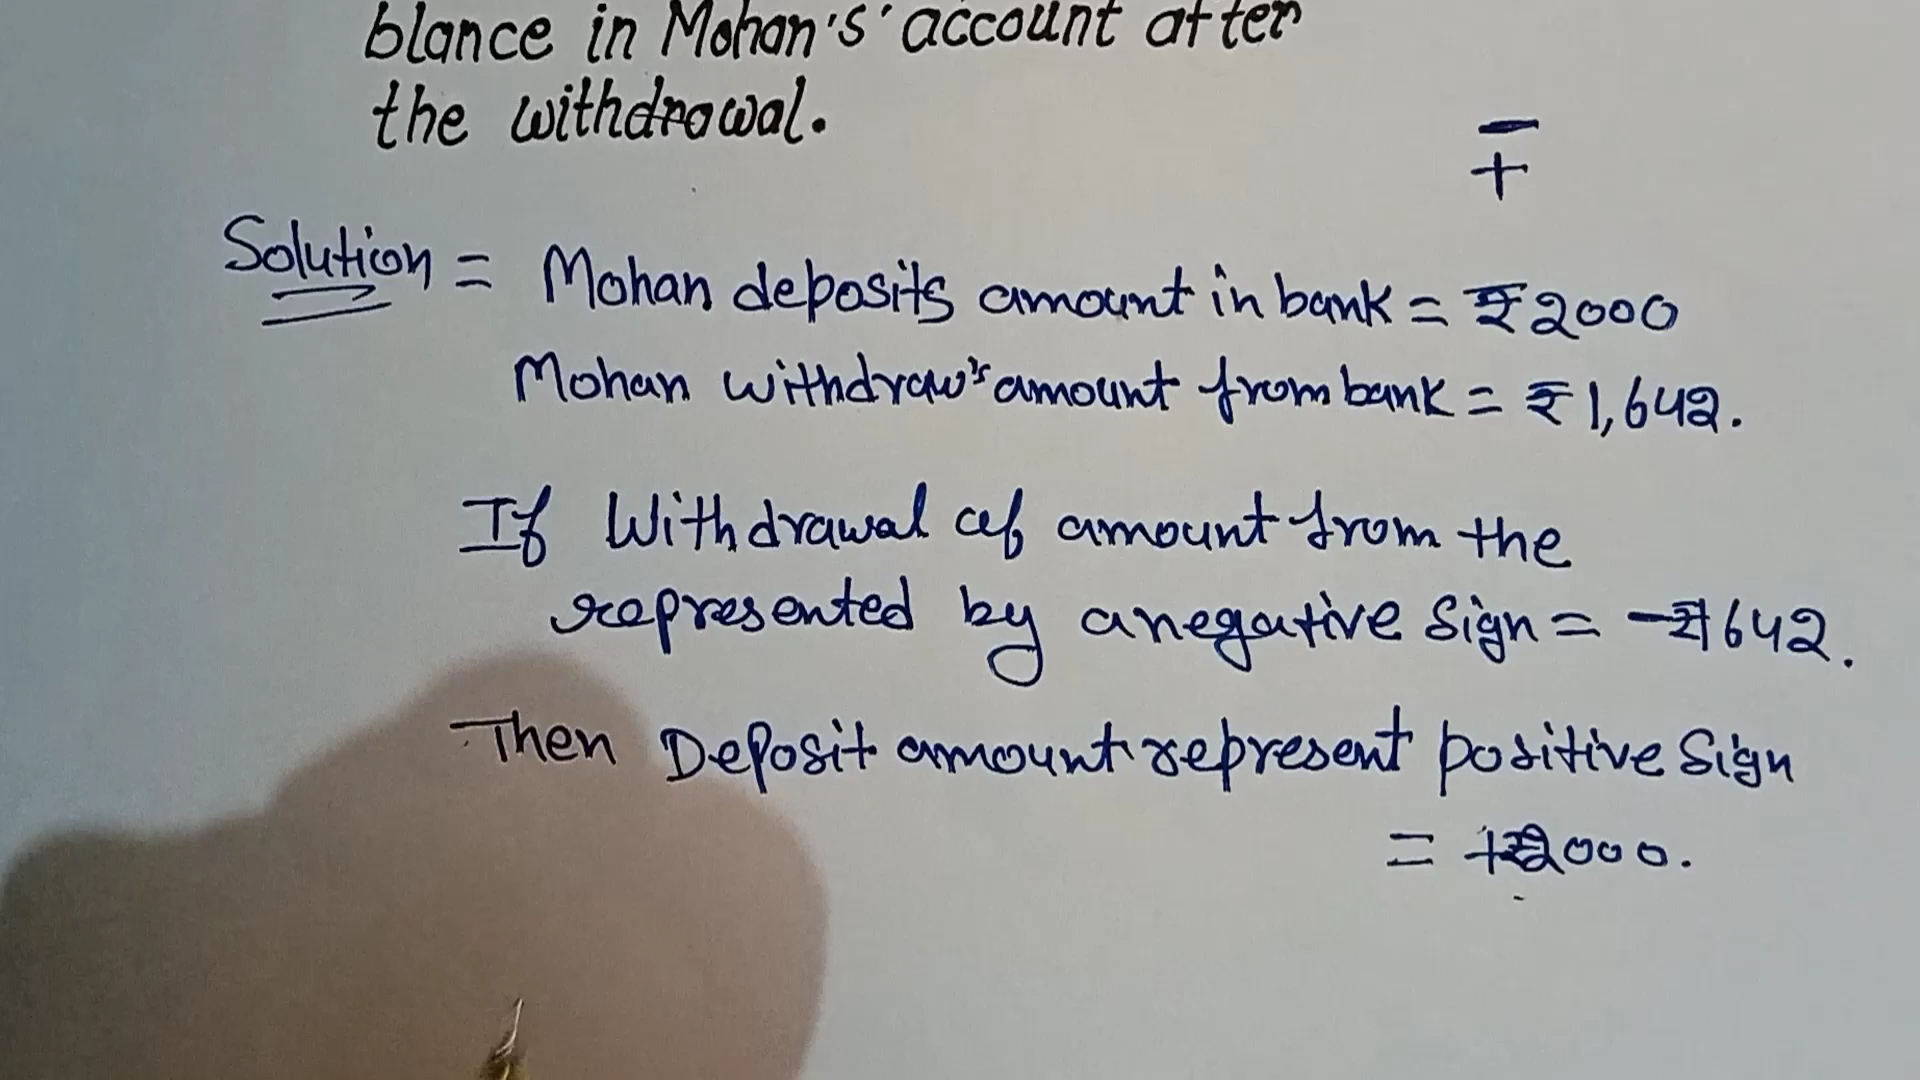 blance in Mohan's' account after
the withdrawal.
–
+
Solution = Mohan deposits amount in bank = ₹2000
Mohan withdraw's amount from bank = ₹1,642.
If Withdrawal of amount from the
represented by a negative Sign = -₹1642.
Then Deposit amount represent positive Sign
= +₹2000.